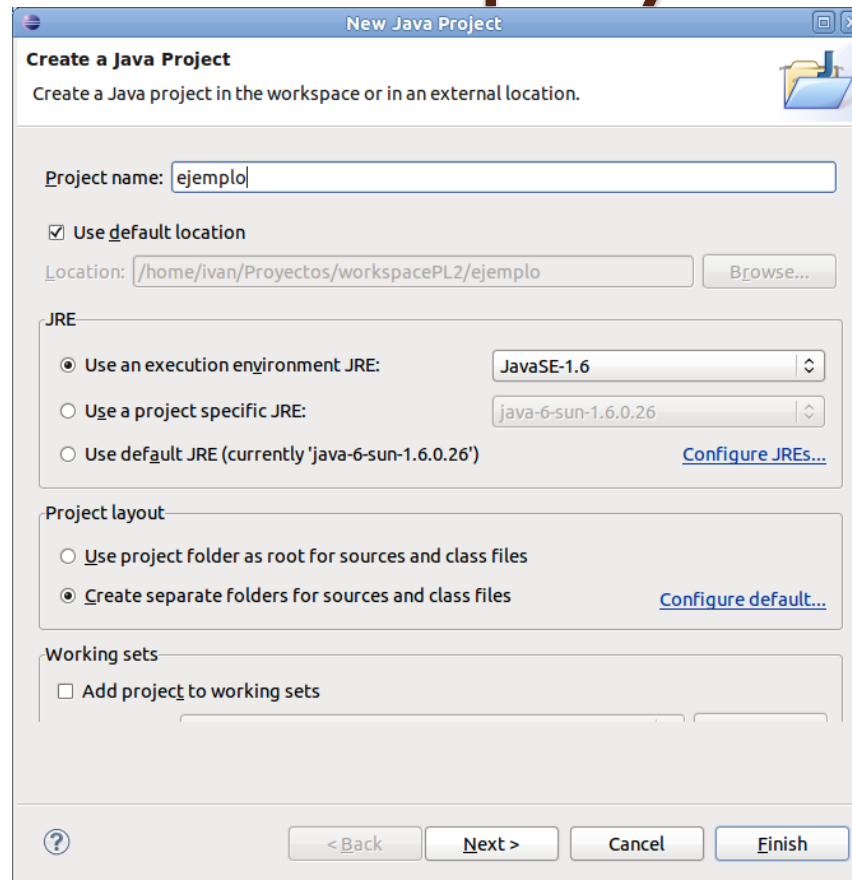 New Java Project
Create a Java Project
Create a Java project in the workspace or in an external location.
Project name: ejemplo
Use default location
Location: /home/ivan/Proyectos/workspacePL2/ejemplo Browse...
JRE
Use an execution environment JRE: JavaSE-1.6
Use a project specific JRE: java-6-sun-1.6.0.26
Use default JRE (currently 'java-6-sun-1.6.0.26') Configure JREs...
Project layout
Use project folder as root for sources and class files
Create separate folders for sources and class files Configure default...
Working sets
Add project to working sets
? < Back Next > Cancel Finish